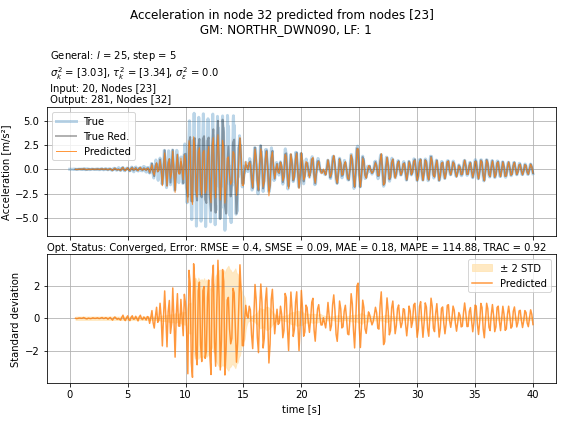 Acceleration in node 32 predicted from nodes [23]
GM: NORTHR_DWN090, LF: 1
General: l = 25, step = 5
σ²ₖ = [3.03], τ²ₖ = [3.34], σ²ε = 0.0
Input: 20, Nodes [23]
Output: 281, Nodes [32]
Acceleration [m/s²]
5.0
2.5
0.0
−2.5
−5.0
True
True Red.
Predicted
Opt. Status: Converged, Error: RMSE = 0.4, SMSE = 0.09, MAE = 0.18, MAPE = 114.88, TRAC = 0.92
Standard deviation
2
0
−2
± 2 STD
Predicted
0 5 10 15 20 25 30 35 40
time [s]